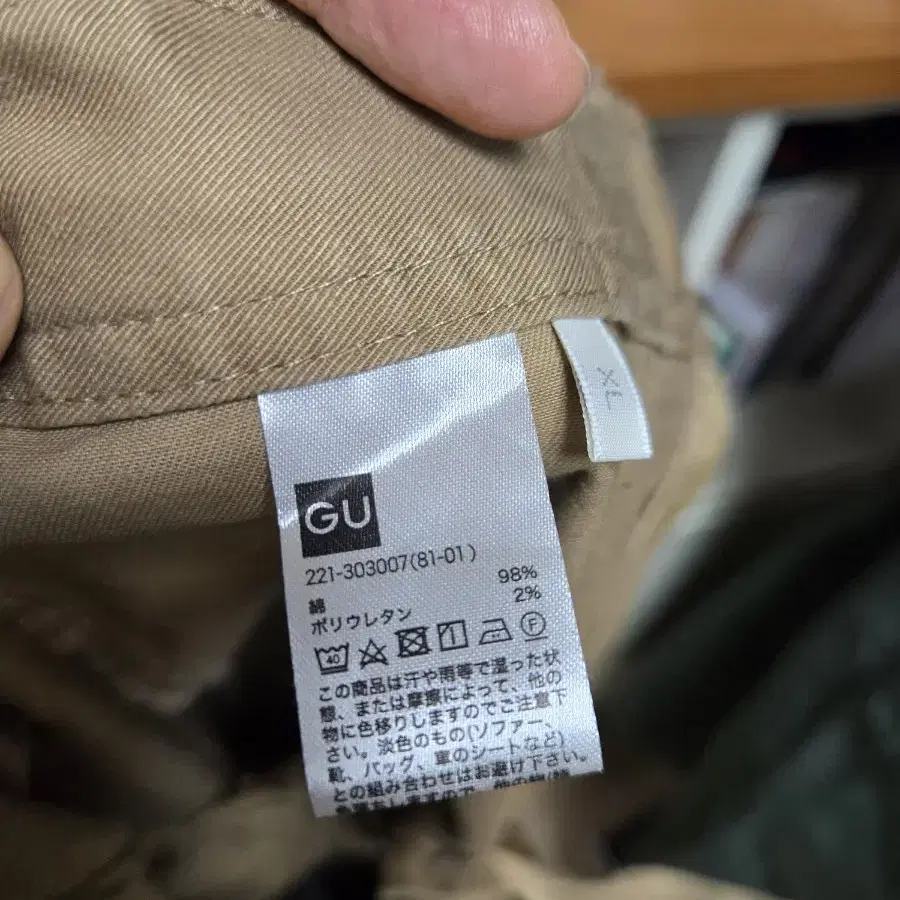 XL
GU
221-303007(81-01)
綿 98%
ポリウレタン 2%
40 F
この商品は汗や雨等で湿った状
態、または摩擦によって、他の
物に色移りしますのでご注意下
さい。淡色のもの(ソファー、
靴、バッグ、車のシートなど)
との組み合わせはお避け下さい。